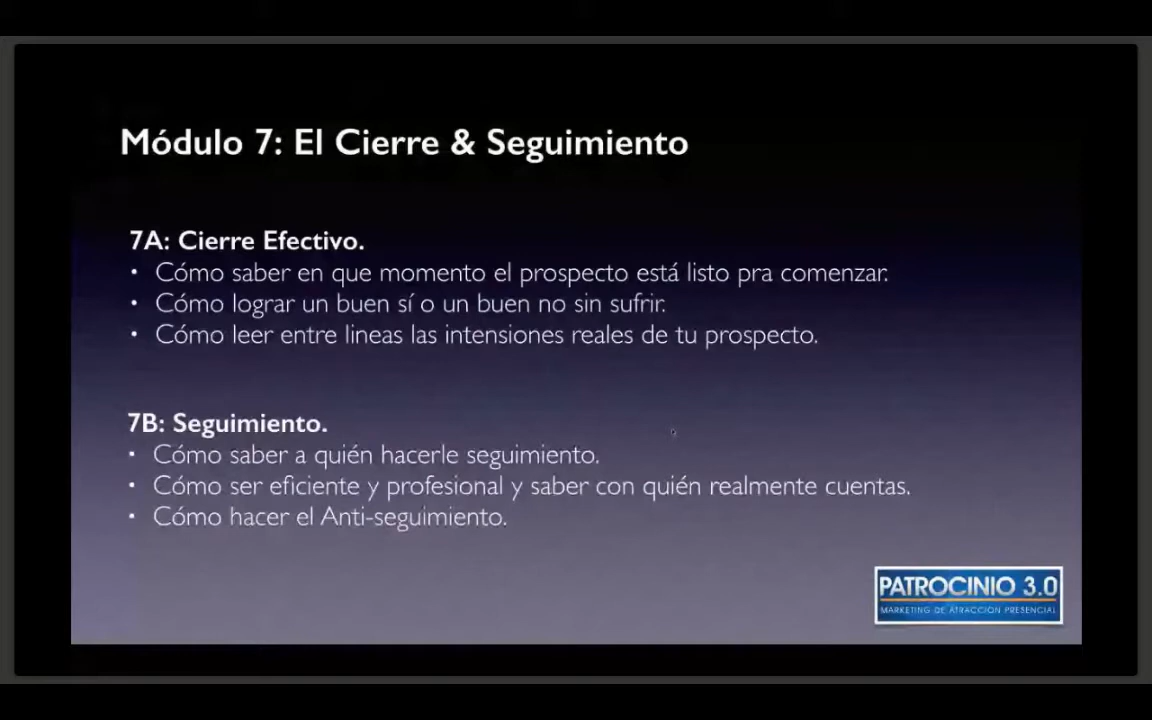 Módulo 7: El Cierre & Seguimiento
7A: Cierre Efectivo.
• Cómo saber en que momento el prospecto está listo pra comenzar.
• Cómo lograr un buen sí o un buen no sin sufrir.
• Cómo leer entre lineas las intensiones reales de tu prospecto.
7B: Seguimiento.
• Cómo saber a quién hacerle seguimiento.
• Cómo ser eficiente y profesional y saber con quién realmente cuentas.
• Cómo hacer el Anti-seguimiento.
PATROCINIO 3.0
MARKETING DE ATRACCION PRESENCIAL